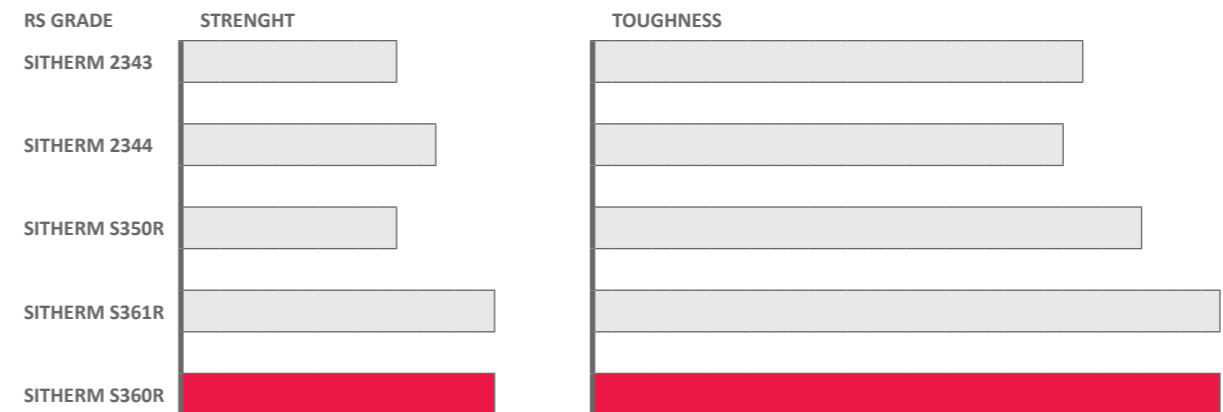 RS GRADE STRENGHT TOUGHNESS
SITHERM 2343
SITHERM 2344
SITHERM S350R
SITHERM S361R
SITHERM S360R